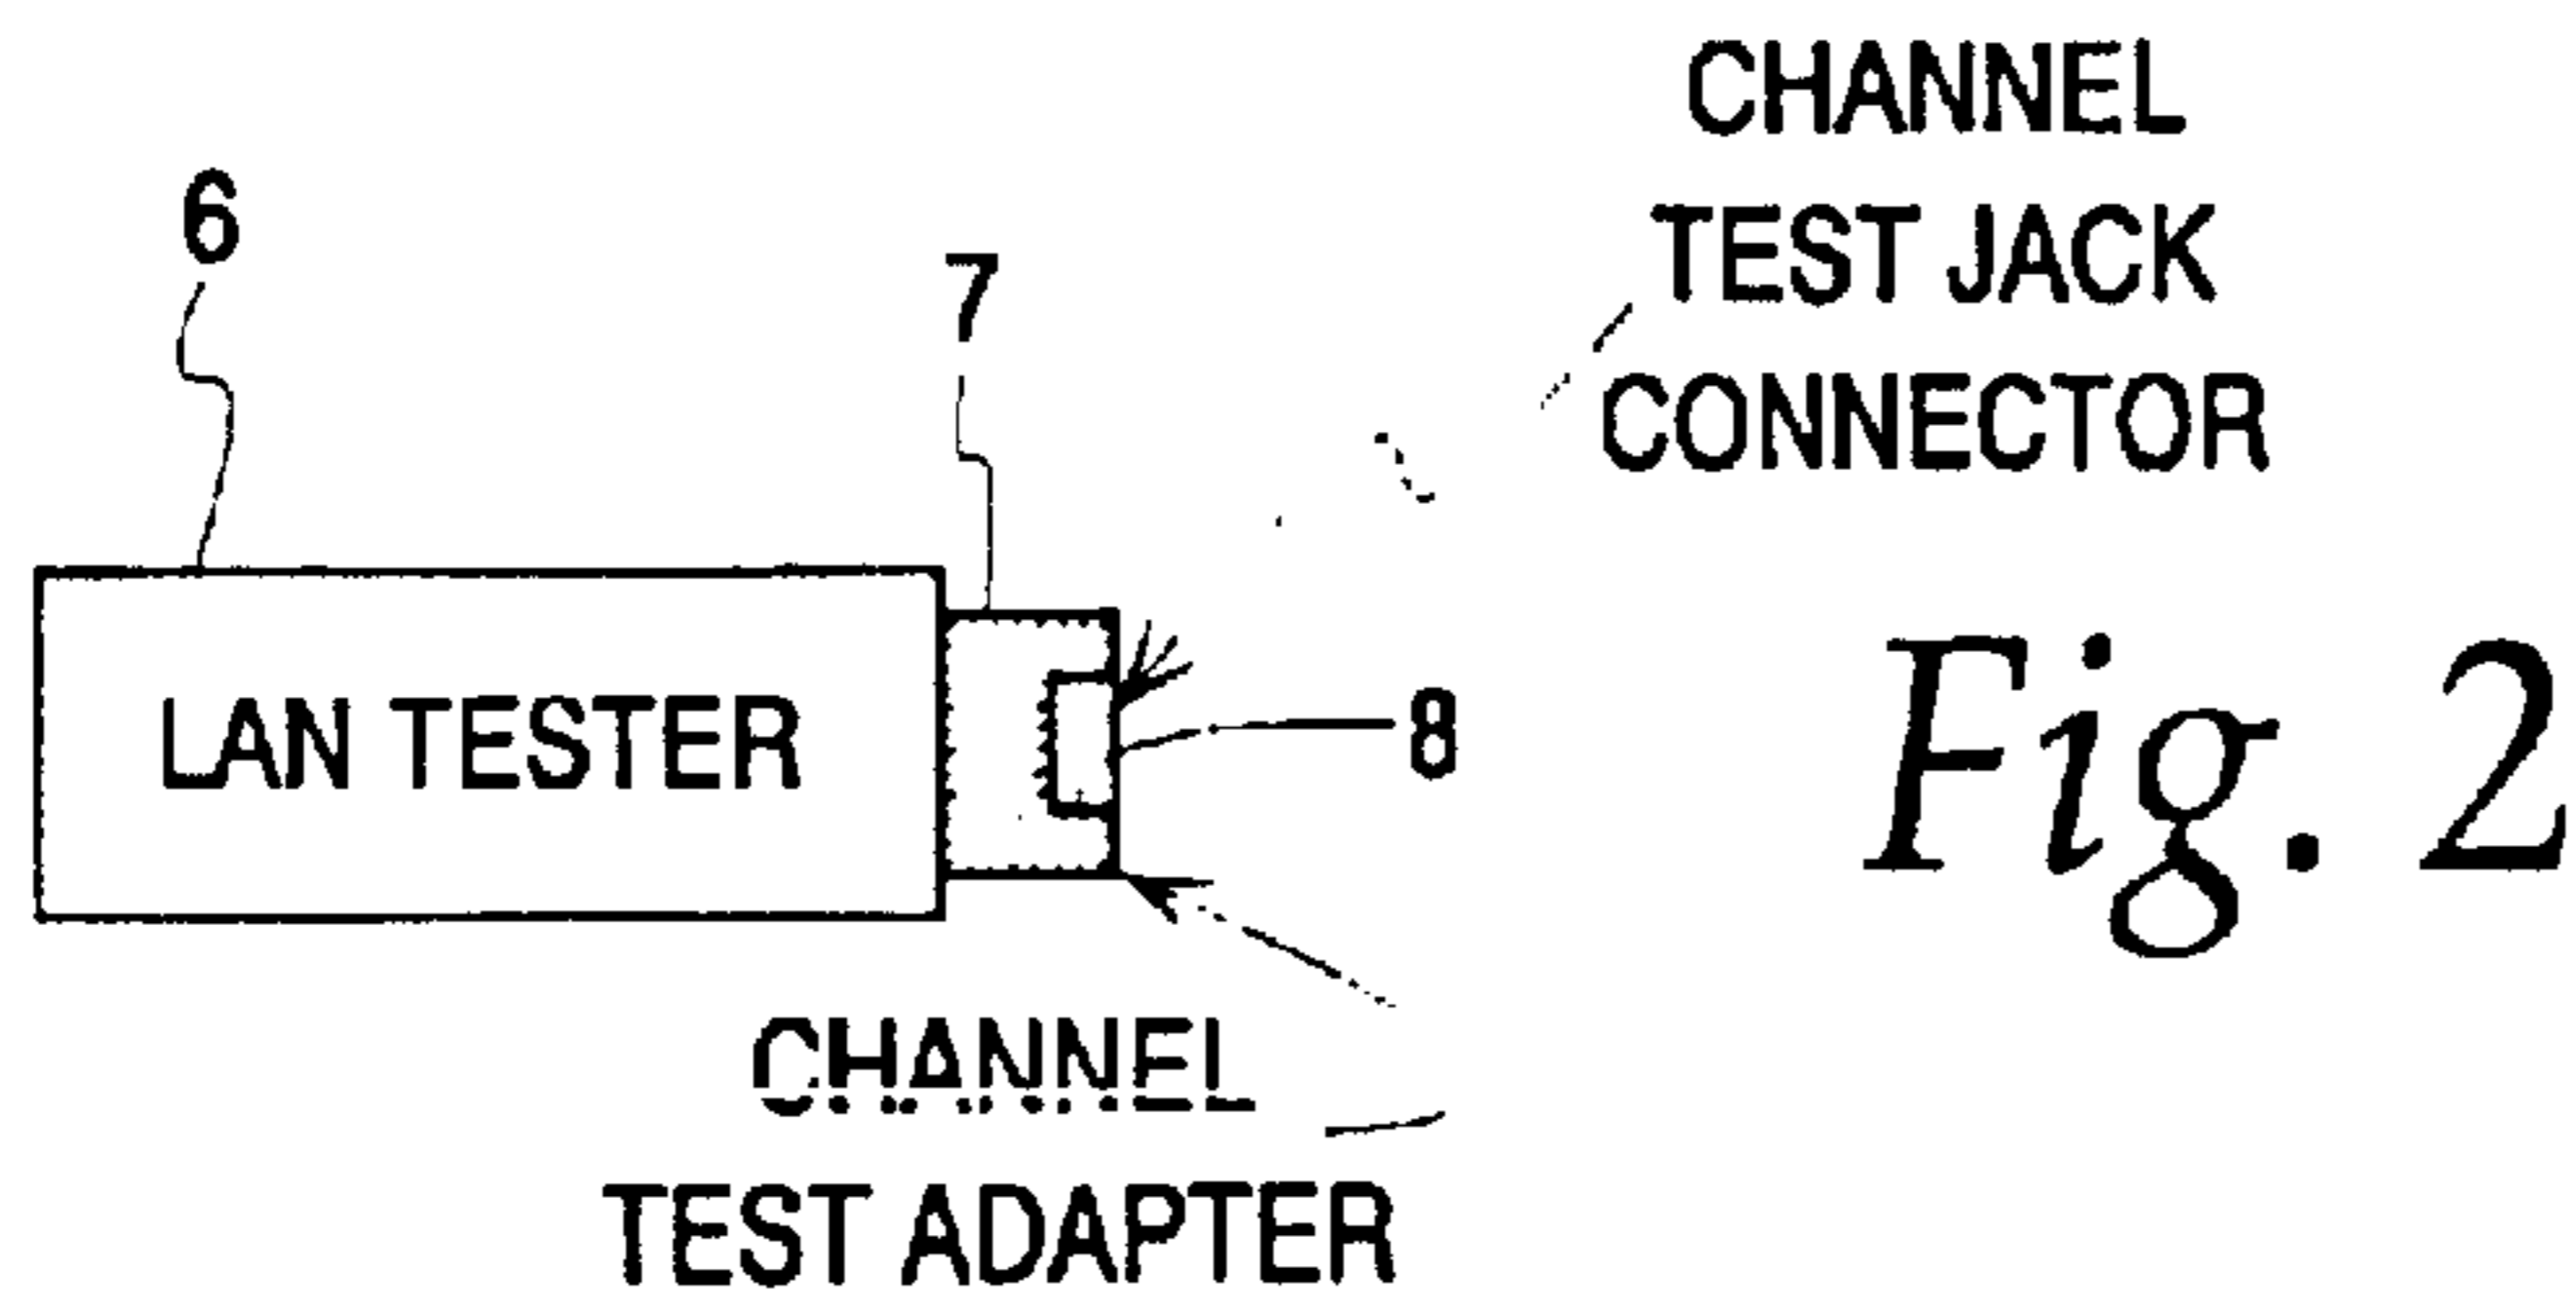 CHANNEL
TEST JACK
CONNECTOR
6
7
LAN TESTER
8
Fig. 2
CHANNEL
TEST ADAPTER